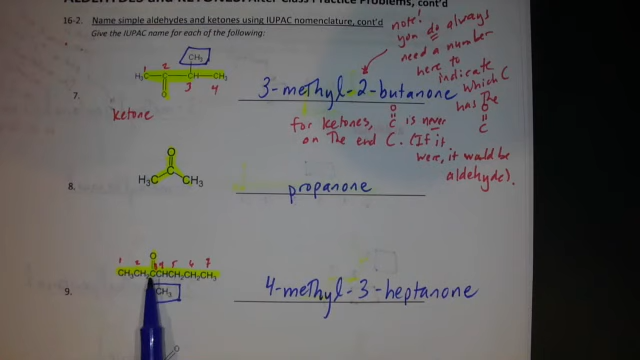 ALDEHYDES and KETONES: After Class Practice Problems, cont'd
16-2. Name simple aldehydes and ketones using IUPAC nomenclature, cont'd
Give the IUPAC name for each of the following:
note!
you do always
need a number
here to
indicate
which C
has the
O
C
CH₃
1 2 3 4
H₃C CH CH₃
O
7.
3-methyl-2-butanone
ketone
for ketones, C is never
O
on the end C. (If it
were, it would be
aldehyde).
O
H₃C C CH₃
8.
propanone
O
1 2 3 4 5 6 7
CH₃CH₂CCHCH₂CH₂CH₃
CH₃
9.
4-methyl-3-heptanone
O